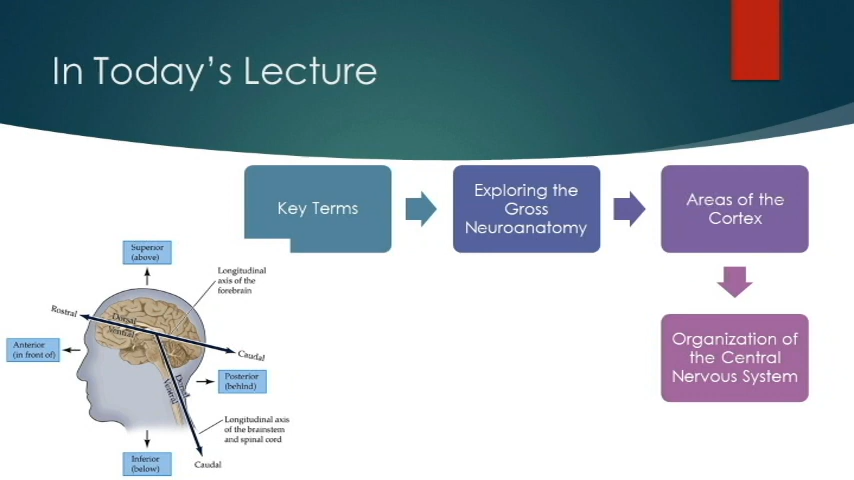 In Today's Lecture
Key Terms
Exploring the
Gross
Neuroanatomy
Areas of the
Cortex
Organization of
the Central
Nervous System
Superior
(above)
Longitudinal
axis of the
forebrain
Rostral
Dorsal
Ventral
Caudal
Anterior
(in front of)
Posterior
(behind)
Dorsal
Ventral
Longitudinal axis
of the brainstem
and spinal cord
Inferior
(below)
Caudal